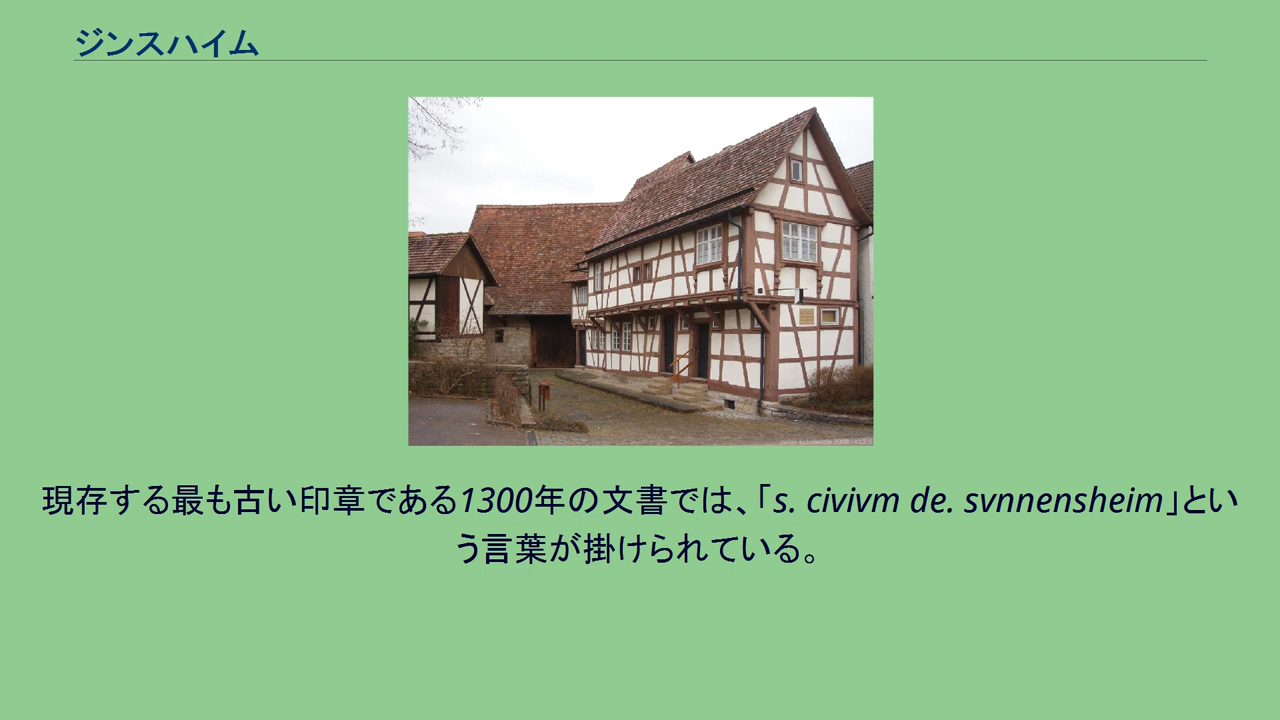 ジンスハイム
現存する最も古い印章である1300年の文書では、「s. civivm de. svnnensheim」とい
う言葉が掛けられている。